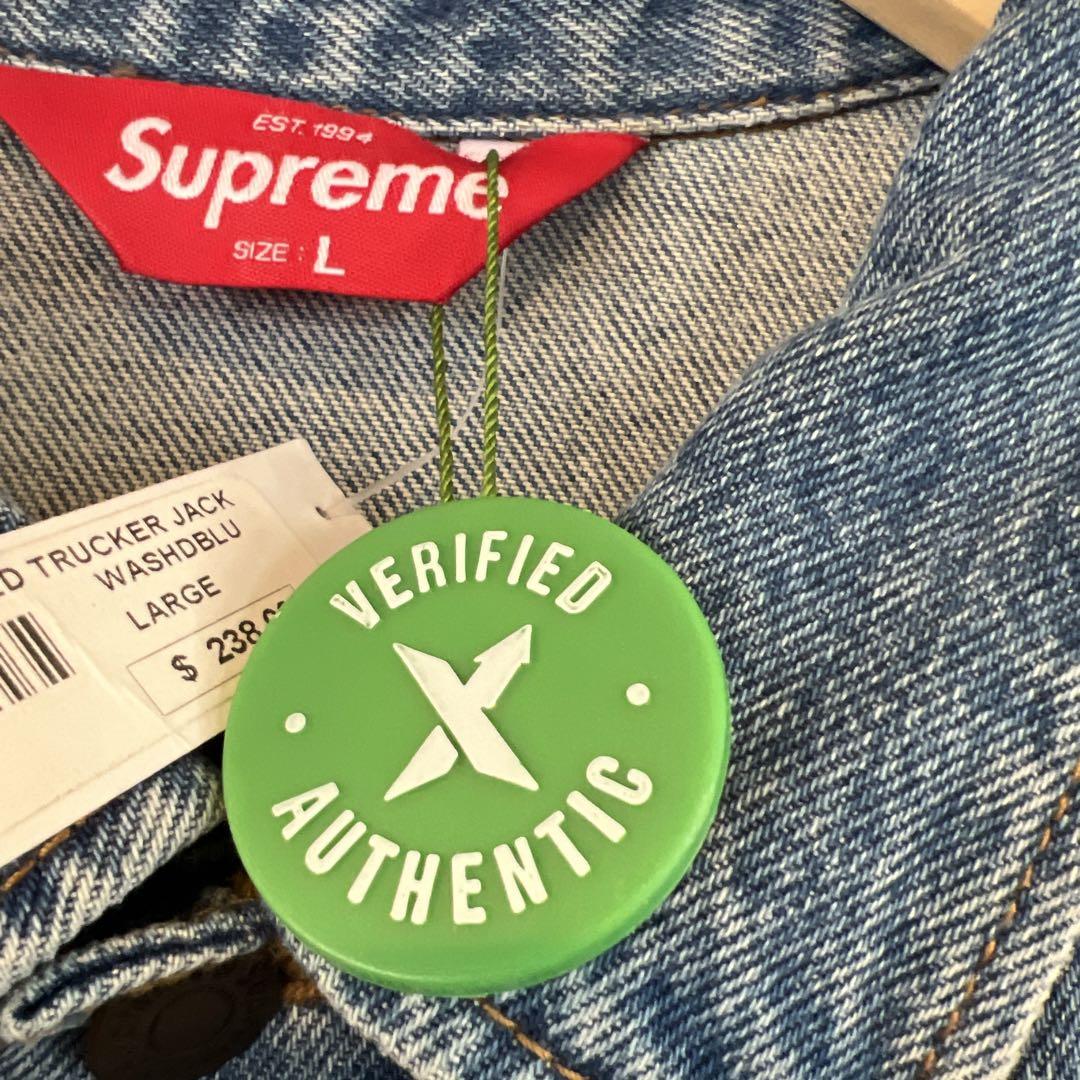 EST. 1994
Supreme
SIZE : L
TRUCKER JACK
WASHDBLU
LARGE
$ 238
VERIFIED
X
AUTHENTIC